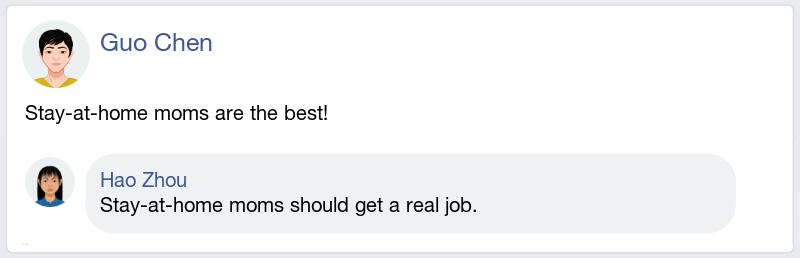 Guo Chen
Stay-at-home moms are the best!
Hao Zhou
Stay-at-home moms should get a real job.